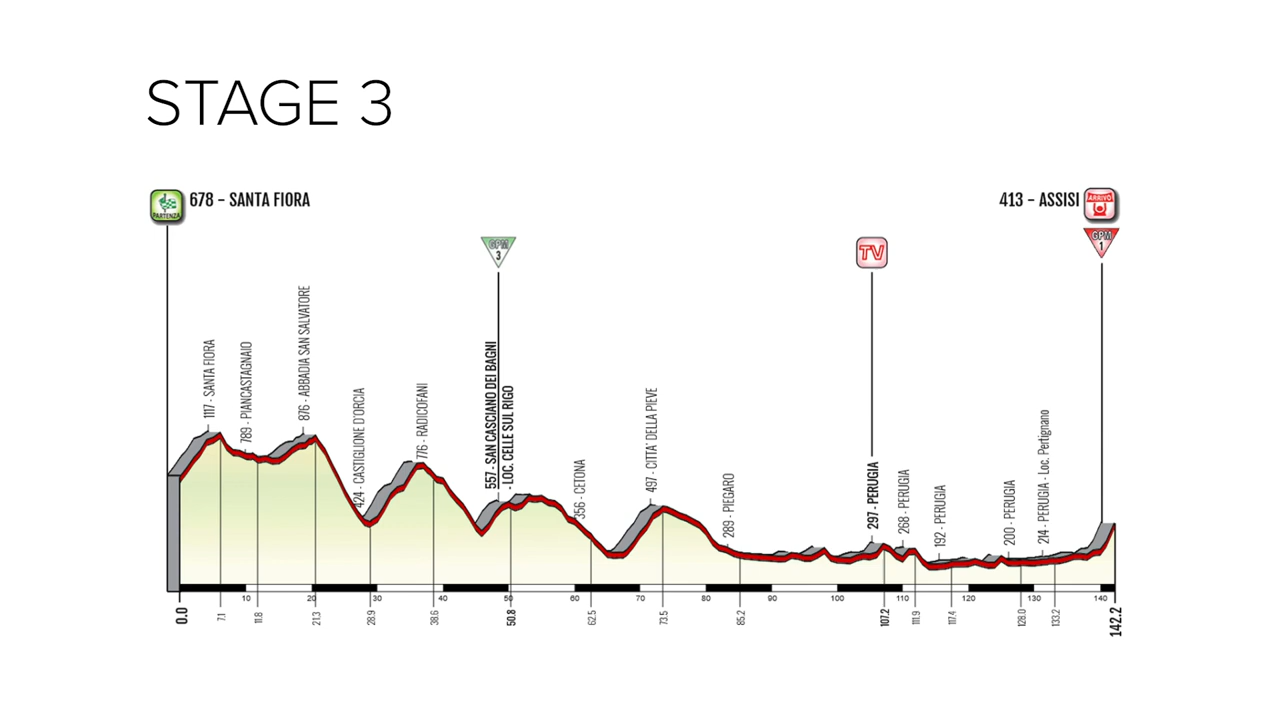 STAGE 3
678 - SANTA FIORA
413 - ASSISI
PARTENZA
ARRIVO
GPM
3
TV
GPM
1
1117 - SANTA FIORA
789 - PIANCASTAGNAIO
876 - ABBADIA SAN SALVATORE
424 - CASTIGLIONE D'ORCIA
776 - RADICOFANI
557 - SAN CASCIANO DEI BAGNI
- LOC. CELLE SUL RIGO
356 - CETONA
497 - CITTA' DELLA PIEVE
289 - PIEGARO
297 - PERUGIA
268 - PERUGIA
192 - PERUGIA
200 - PERUGIA
214 - PERUGIA - Loc. Pertignano
10 20 30 40 50 60 70 80 90 100 110 120 130 140
0.0 7.1 11.8 21.3 28.9 38.6 50.8 62.5 73.5 85.2 107.2 111.9 117.4 128.0 133.2 142.2